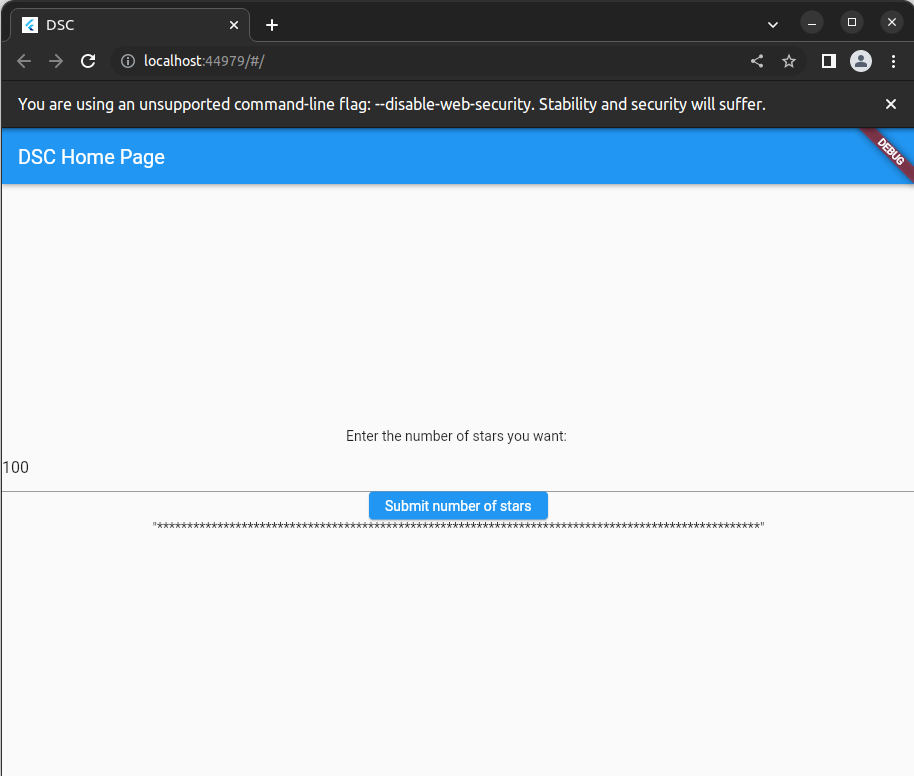 DSC
localhost:44979/#/
You are using an unsupported command-line flag: --disable-web-security. Stability and security will suffer.
DSC Home Page
DEBUG
Enter the number of stars you want:
100
Submit number of stars
"****************************************************************************************************"